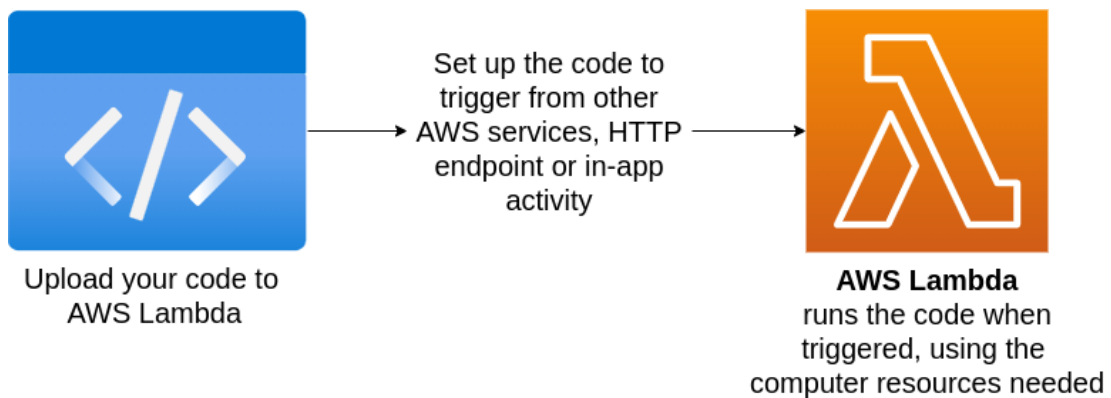 Upload your code to
AWS Lambda
Set up the code to
trigger from other
AWS services, HTTP
endpoint or in-app
activity
AWS Lambda
runs the code when
triggered, using the
computer resources needed